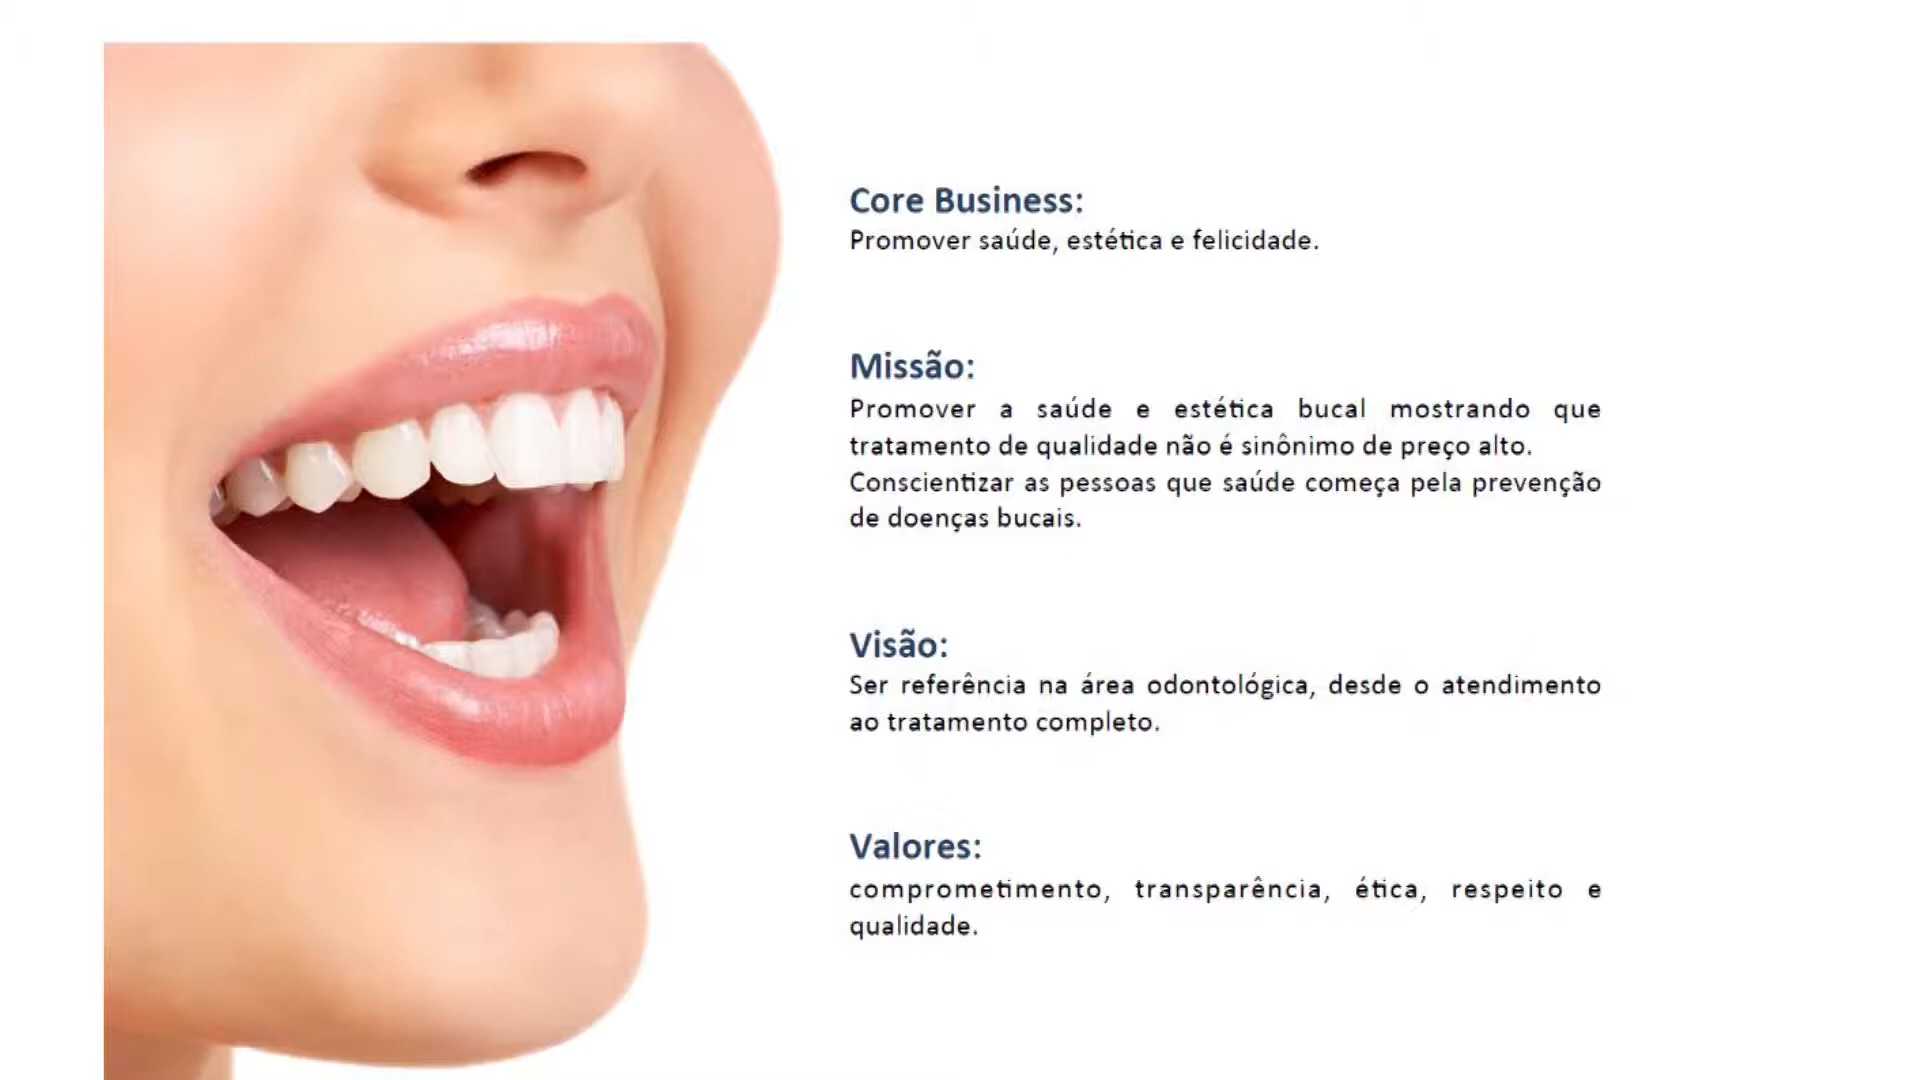 Core Business:
Promover saúde, estética e felicidade.
Missão:
Promover a saúde e estética bucal mostrando que
tratamento de qualidade não é sinônimo de preço alto.
Conscientizar as pessoas que saúde começa pela prevenção
de doenças bucais.
Visão:
Ser referência na área odontológica, desde o atendimento
ao tratamento completo.
Valores:
comprometimento, transparência, ética, respeito e
qualidade.